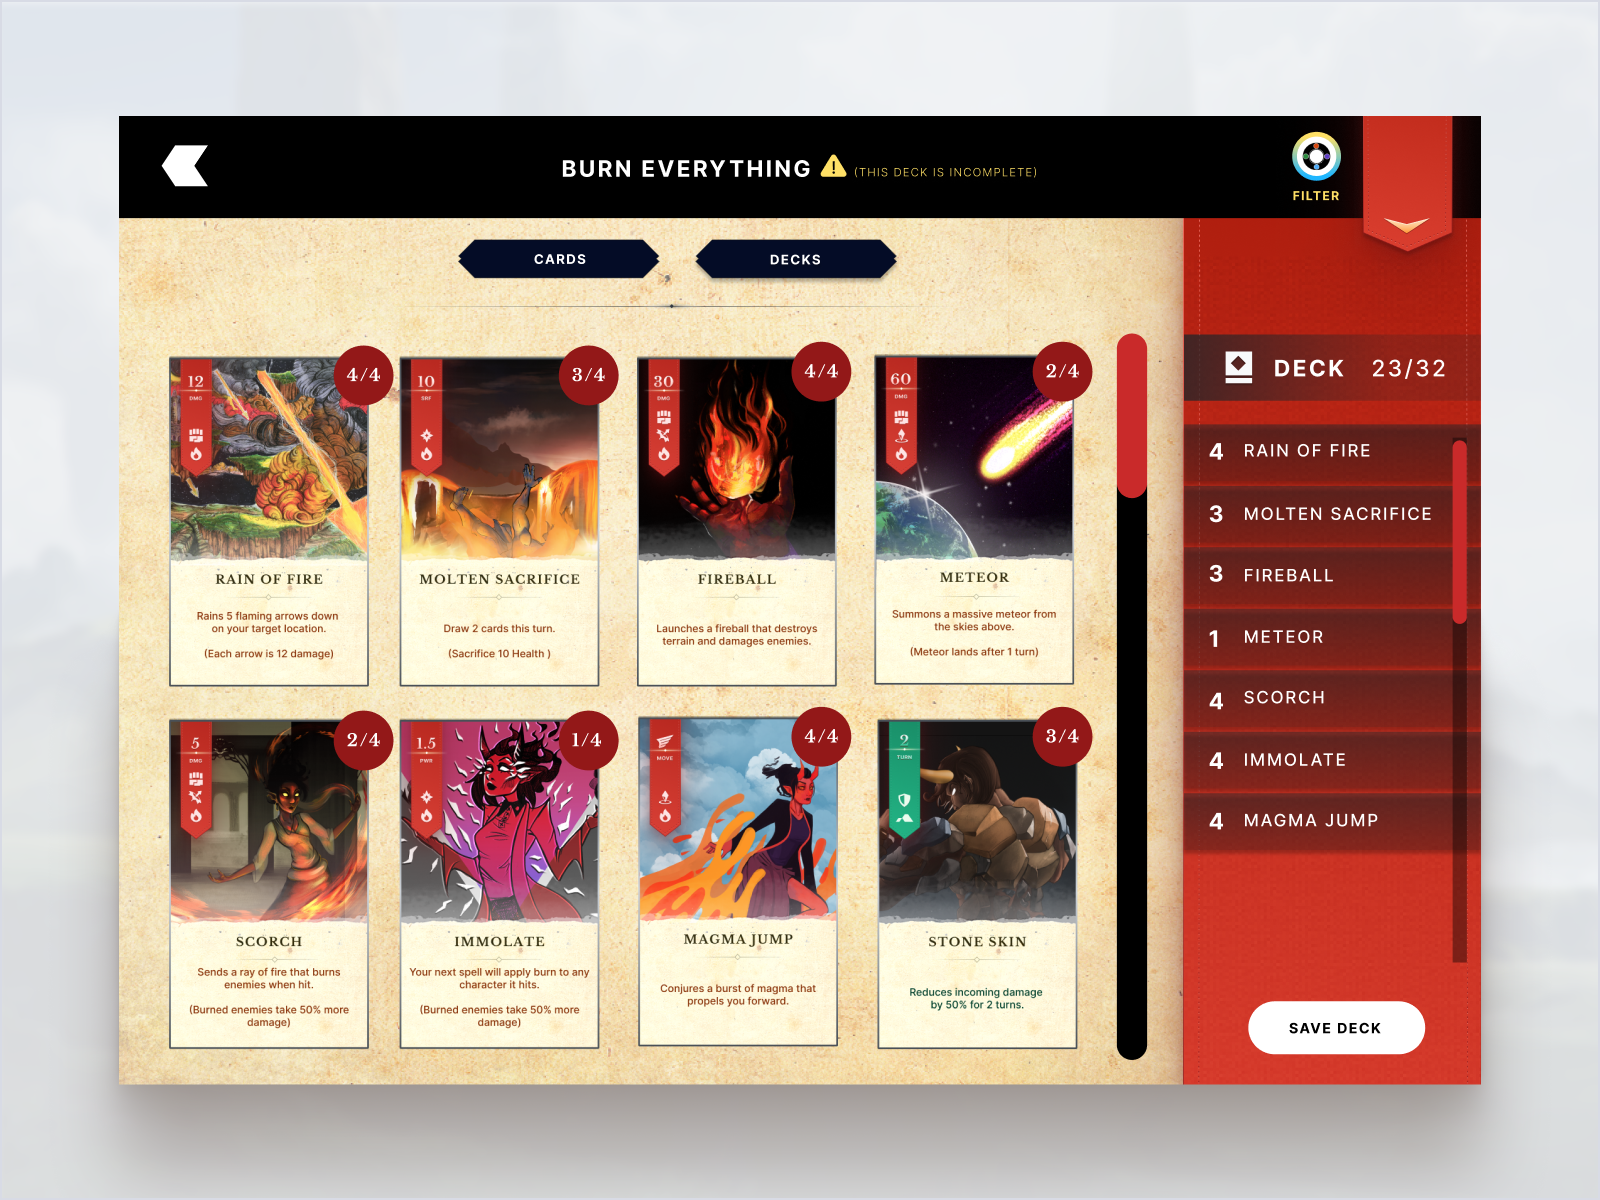 BURN EVERYTHING (THIS DECK IS INCOMPLETE)
FILTER
CARDS
DECKS
4/4
12
DMG
RAIN OF FIRE
Rains 5 flaming arrows down
on your target location.
(Each arrow is 12 damage)
3/4
10
SRF
MOLTEN SACRIFICE
Draw 2 cards this turn.
(Sacrifice 10 Health )
4/4
30
DMG
FIREBALL
Launches a fireball that destroys
terrain and damages enemies.
2/4
60
DMG
METEOR
Summons a massive meteor from
the skies above.
(Meteor lands after 1 turn)
2/4
5
DMG
SCORCH
Sends a ray of fire that burns
enemies when hit.
(Burned enemies take 50% more
damage)
1/4
1.5
PWR
IMMOLATE
Your next spell will apply burn to any
character it hits.
(Burned enemies take 50% more
damage)
4/4
MOVE
MAGMA JUMP
Conjures a burst of magma that
propels you forward.
3/4
2
TURN
STONE SKIN
Reduces incoming damage
by 50% for 2 turns.
DECK 23/32
4 RAIN OF FIRE
3 MOLTEN SACRIFICE
3 FIREBALL
1 METEOR
4 SCORCH
4 IMMOLATE
4 MAGMA JUMP
SAVE DECK